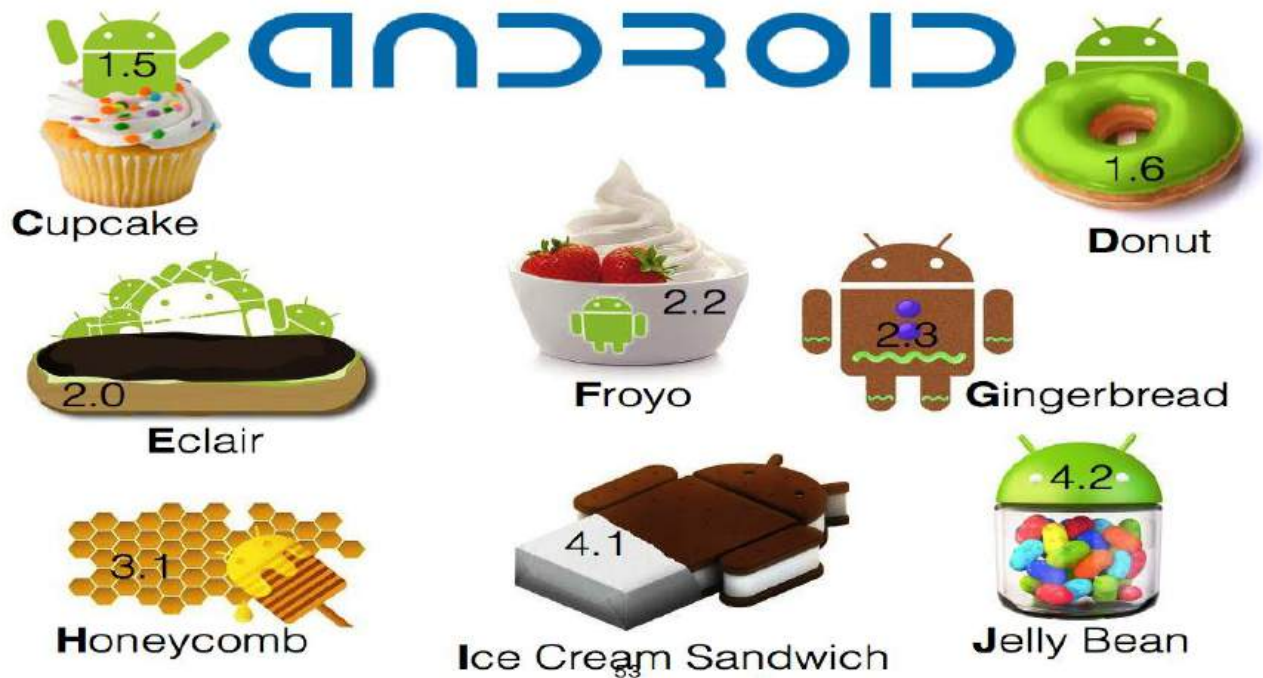 ANDROID
1.5
Cupcake
1.6
Donut
2.0
Eclair
2.2
Froyo
2.3
Gingerbread
3.1
Honeycomb
4.1
Ice Cream Sandwich
4.2
Jelly Bean
53